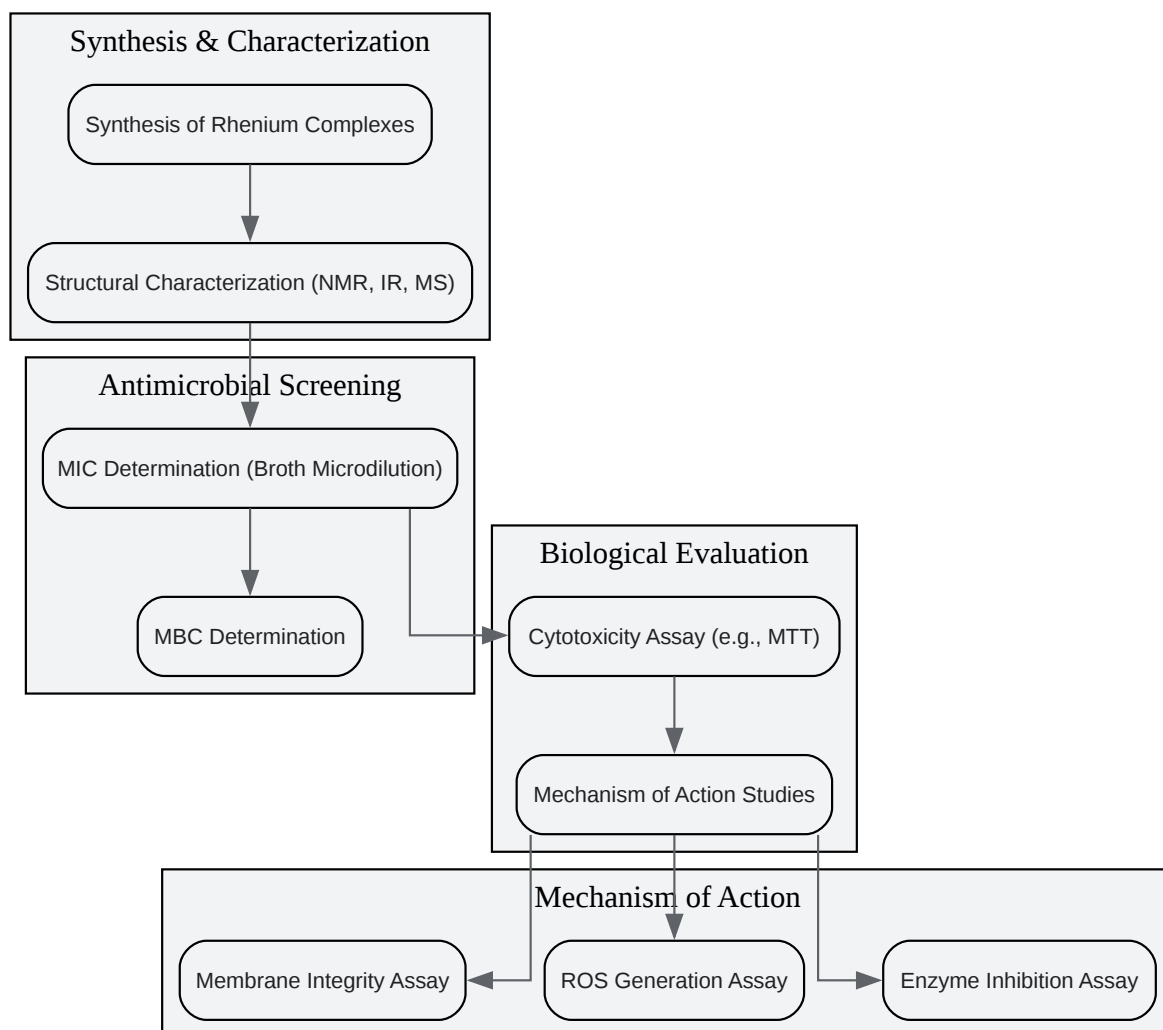 Synthesis & Characterization
Synthesis of Rhenium Complexes
Structural Characterization (NMR, IR, MS)
Antimicrobial Screening
MIC Determination (Broth Microdilution)
MBC Determination
Biological Evaluation
Cytotoxicity Assay (e.g., MTT)
Mechanism of Action Studies
Mechanism of Action
Membrane Integrity Assay
ROS Generation Assay
Enzyme Inhibition Assay